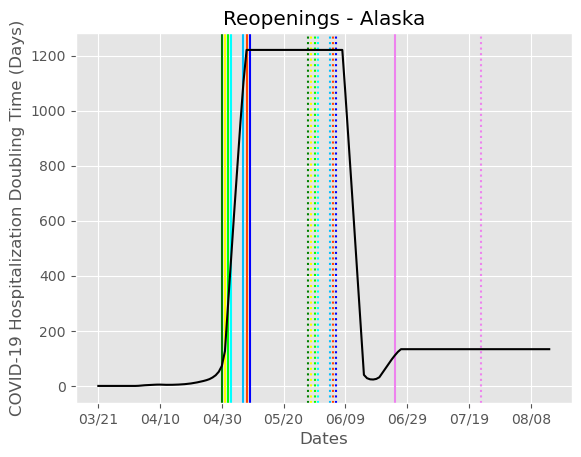 Reopenings - Alaska
COVID-19 Hospitalization Doubling Time (Days)
1200
1000
800
600
400
200
0
03/21 04/10 04/30 05/20 06/09 06/29 07/19 08/08
Dates